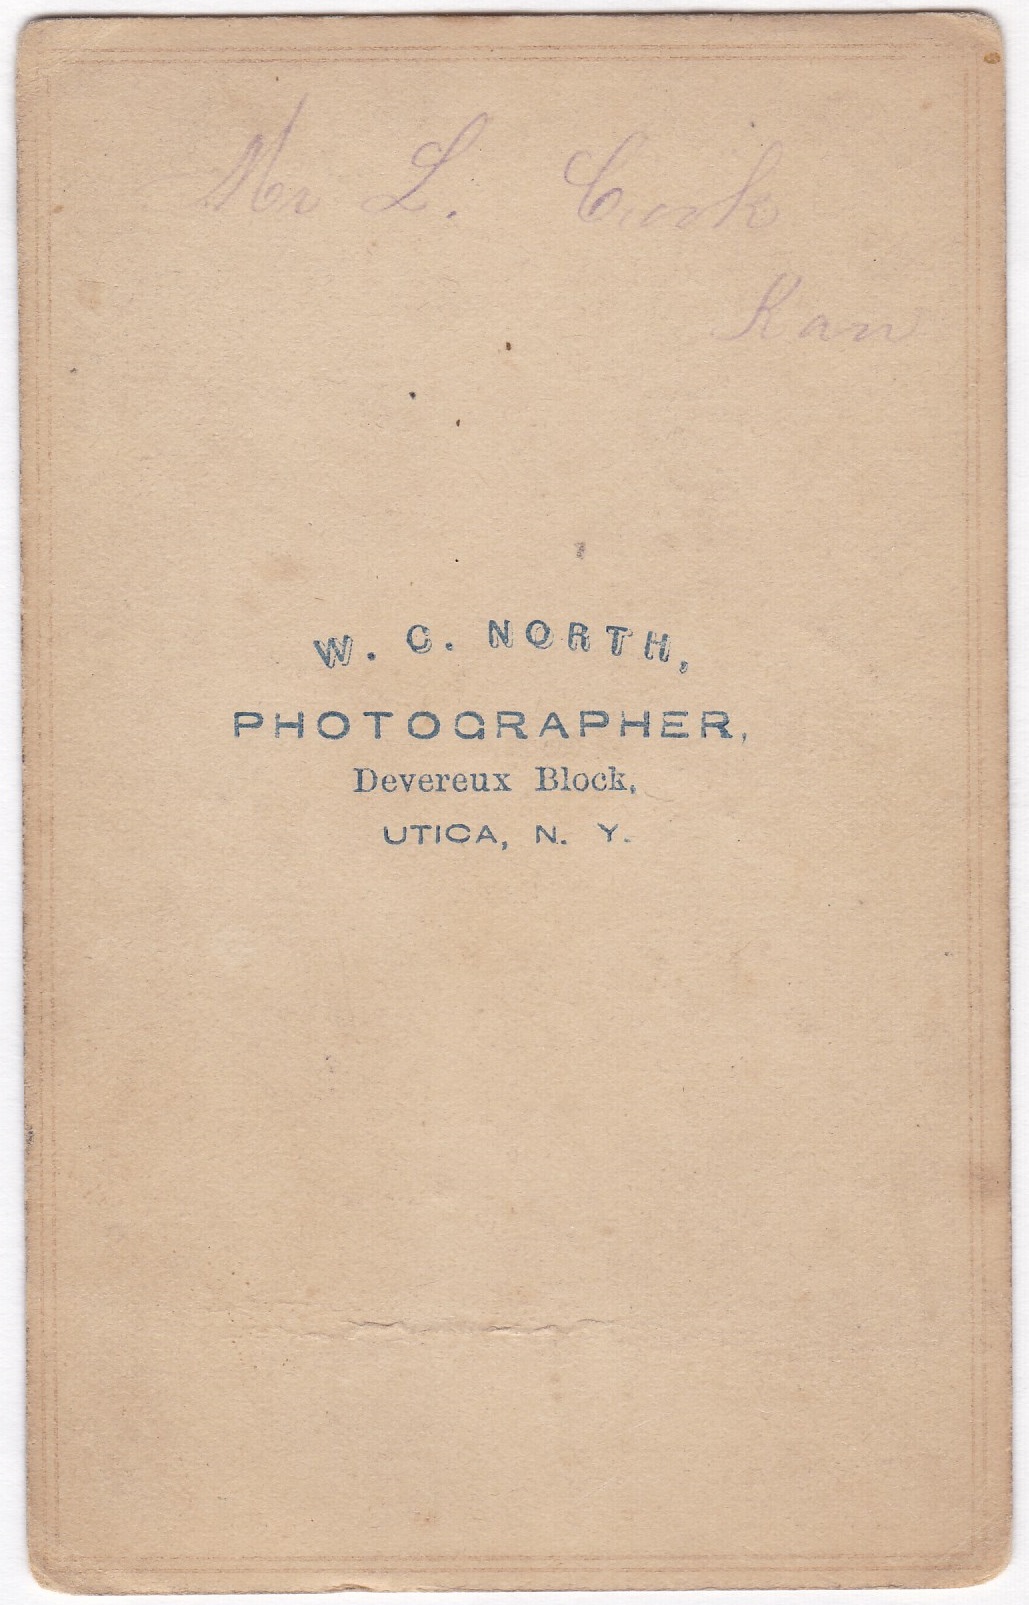 Mr L. Cook
Kan
W. C. NORTH,
PHOTOGRAPHER,
Devereux Block,
UTICA, N. Y.